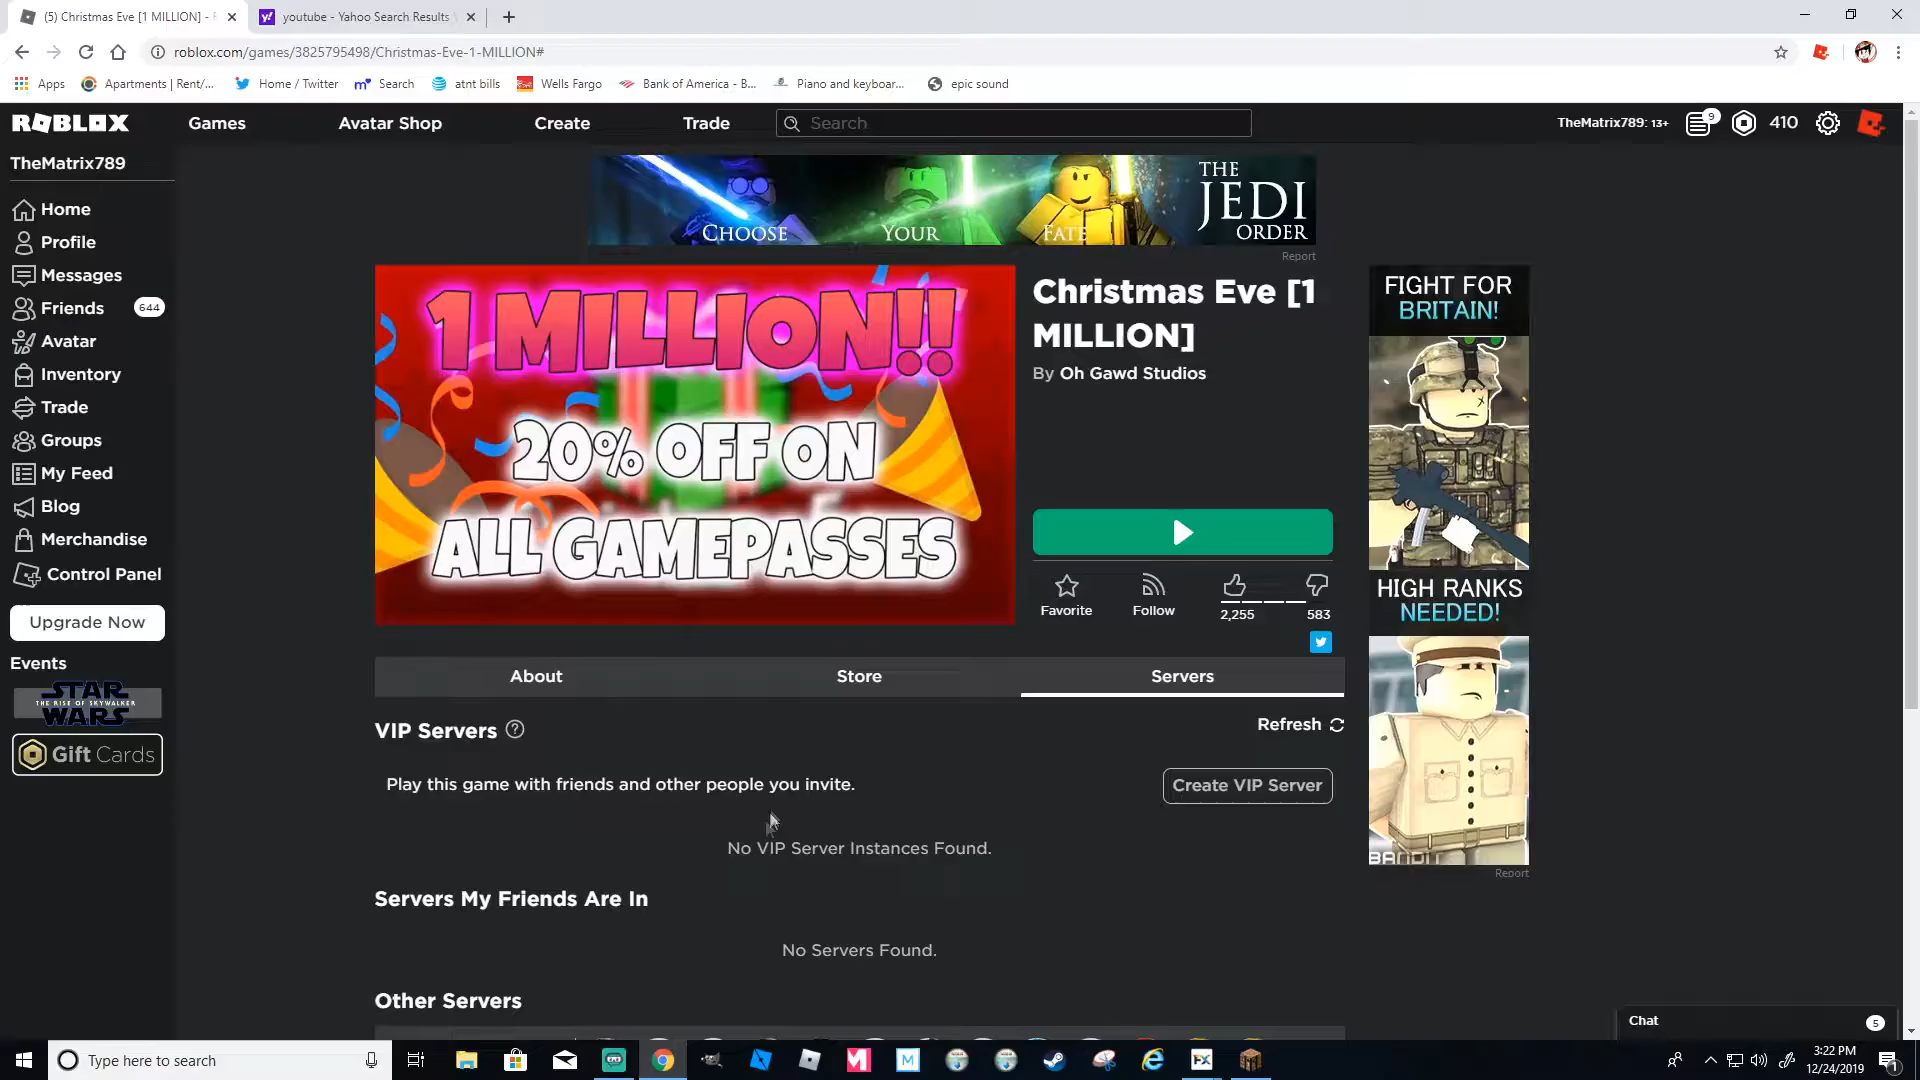 (5) Christmas Eve [1 MILLION] -
youtube - Yahoo Search Results
roblox.com/games/3825795498/Christmas-Eve-1-MILLION#
Apps
Apartments | Rent/...
Home / Twitter
Search
atnt bills
Wells Fargo
Bank of America - B...
Piano and keyboar...
epic sound
ROBLOX
Games
Avatar Shop
Create
Trade
Search
TheMatrix789: 13+
9
410
TheMatrix789
Home
Profile
Messages
Friends 644
Avatar
Inventory
Trade
Groups
My Feed
Blog
Merchandise
Control Panel
Upgrade Now
Events
STAR
THE RISE OF SKYWALKER
WARS
Gift Cards
CHOOSE YOUR FATE
THE
JEDI
ORDER
Report
1 MILLION!!
20% OFF ON
ALL GAMEPASSES
Christmas Eve [1
MILLION]
By Oh Gawd Studios
Favorite
Follow
2,255
583
About
Store
Servers
VIP Servers
Refresh
Play this game with friends and other people you invite.
Create VIP Server
No VIP Server Instances Found.
Servers My Friends Are In
No Servers Found.
Other Servers
FIGHT FOR
BRITAIN!
HIGH RANKS
NEEDED!
Report
Chat
5
Type here to search
3:22 PM
12/24/2019
1